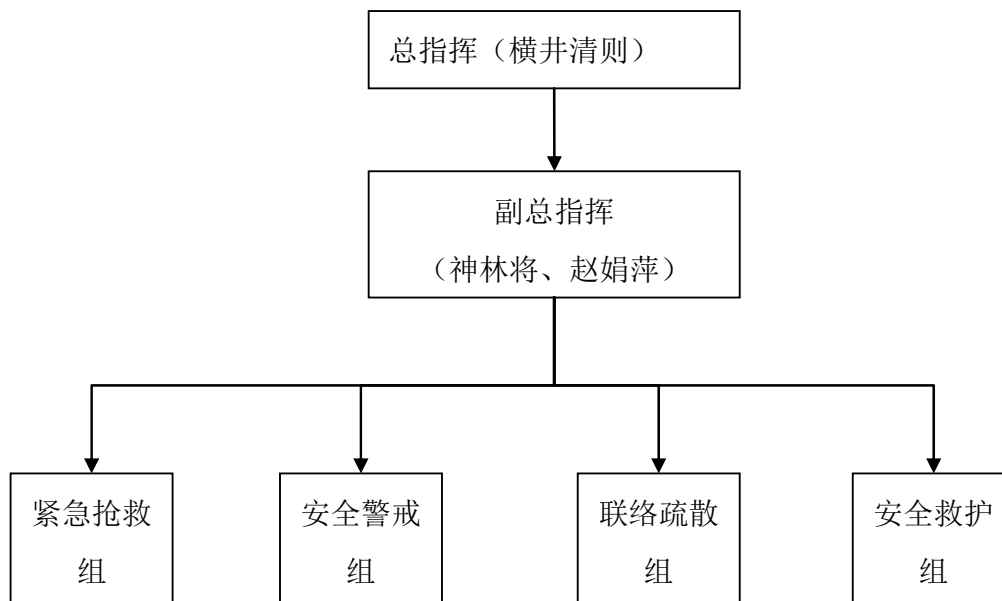 总指挥（横井清则）
副总指挥
（神林将、赵娟萍）
紧急抢救
组
安全警戒
组
联络疏散
组
安全救护
组